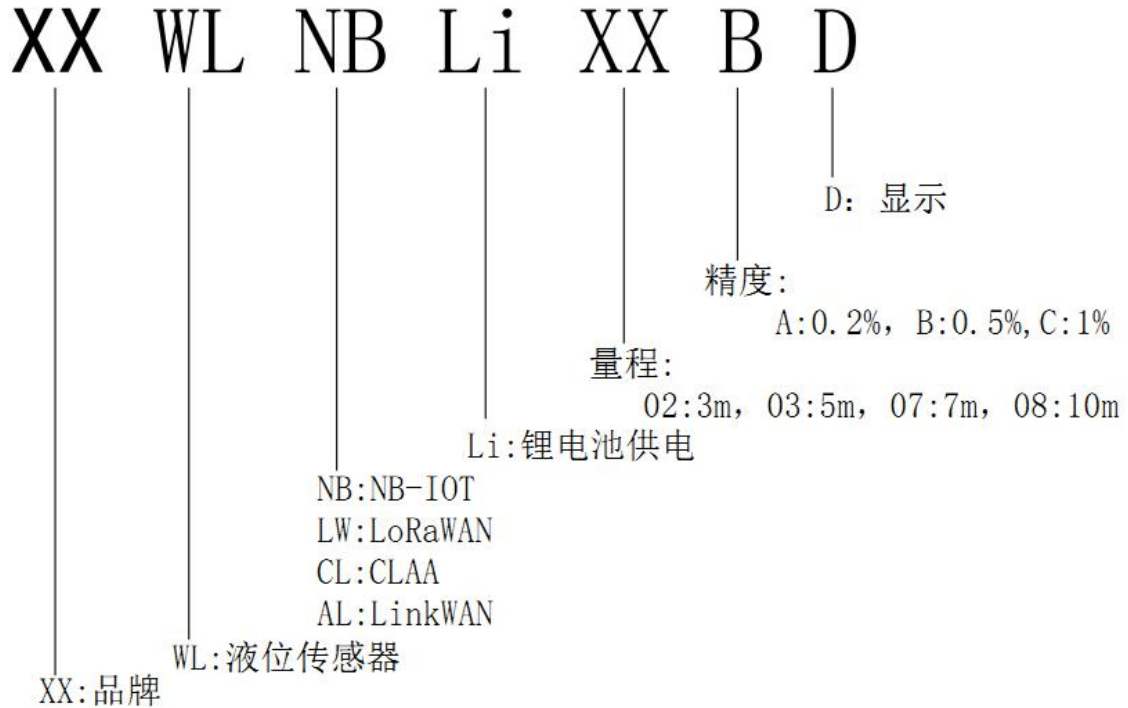 XX WL NB Li XX B D
D: 显示
精度:
A:0.2%, B:0.5%,C:1%
量程:
02:3m, 03:5m, 07:7m, 08:10m
Li:锂电池供电
NB:NB-IOT
LW:LoRaWAN
CL:CLAA
AL:LinkWAN
WL:液位传感器
XX:品牌